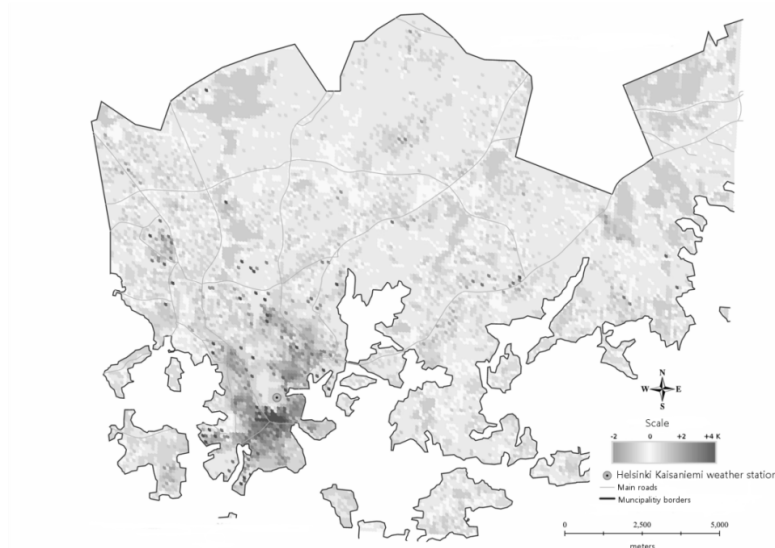 N
W E
S
Scale
-2 0 +2 +4 K
Helsinki Kaisaniemi weather station
Main roads
Muncipality borders
0 2,500 5,000
meters